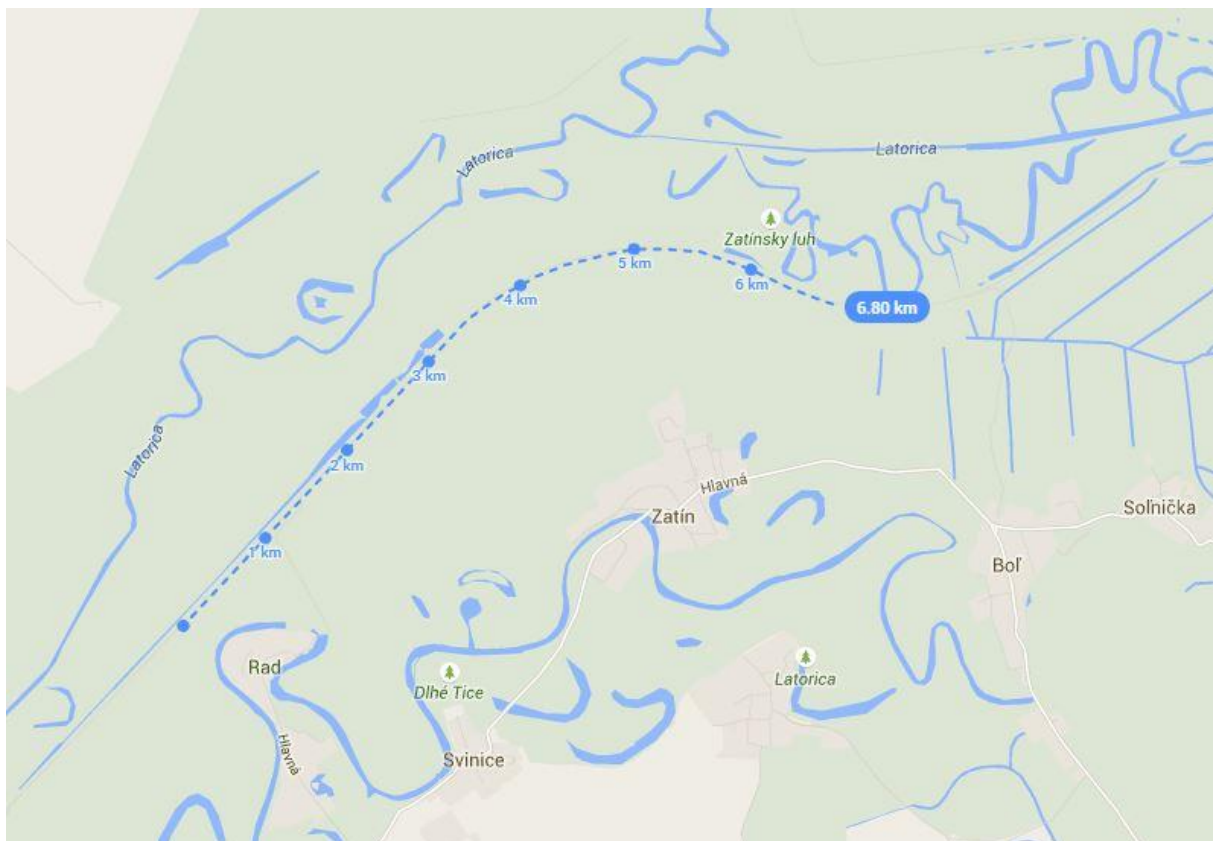 Latorica
Latorica
Zatínsky luh
5 km
6 km
4 km
6.80 km
3 km
Latorica
2 km
Hlavná
Zatín
Soľnička
1 km
Boľ
Rad
Dlhé Tice
Latorica
Hlavná
Svinice